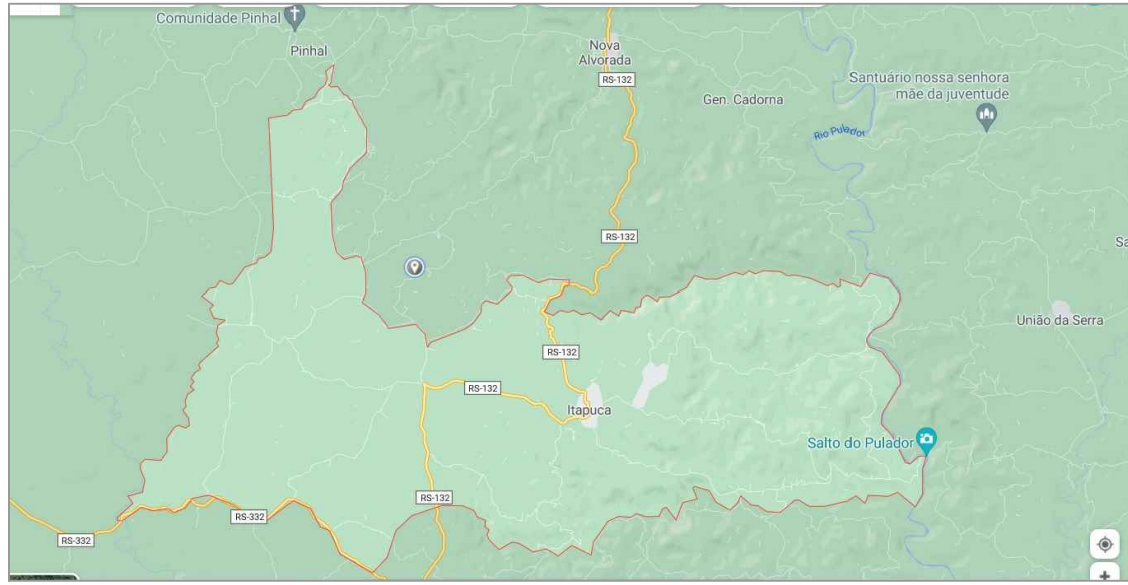 Comunidade Pinhal
Pinhal
Nova
Alvorada
RS-132
Gen. Cadorna
Santuário nossa senhora
mãe da juventude
Rio Pulador
RS-132
Sa
União da Serra
RS-132
RS-132
Itapuca
Salto do Pulador
RS-132
RS-332
RS-332